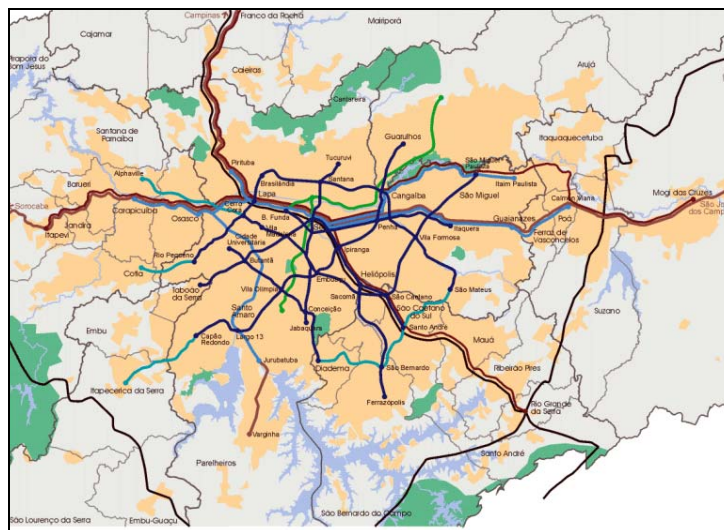 Campinas
Franco da Rocha
Mairiporã
Cajamar
Pirapora do
Bom Jesus
Caieiras
Arujá
Cantareira
Santana de
Parnaíba
Guarulhos
Itaquaquecetuba
Tucuruvi
São Miguel
Paulista
Pirituba
Alphaville
Brasilândia
Santana
Itaim Paulista
Barueri
Lapa
Cangaíba
São Miguel
Mogi das Cruzes
Sorocaba
Carapicuíba
Calmon Viana
São J
dos Camp
Osasco
B. Funda
Guaianazes
Poá
Jandira
Cidade
Universitária
Penha
Itaquera
Itapevi
Vila Formosa
Ferraz de
Vasconcelos
Rio Pequeno
Butantã
Ipiranga
Cotia
Heliópolis
Taboão
da Serra
Vila Olímpia
São Mateus
Sacomã
São Caetano
Suzano
Embu
Santo
Amaro
Conceição
São Caetano
do Sul
Jabaquara
Santo André
Capão
Redondo
Largo 13
Mauá
Jurubatuba
Ribeirão Pires
Diadema
São Bernardo
Itapecerica da Serra
Ferrazópolis
Rio Grande
da Serra
Varginha
Santo André
Parelheiros
São Bernardo do Campo
São Lourenço da Serra
Embu-Guaçu